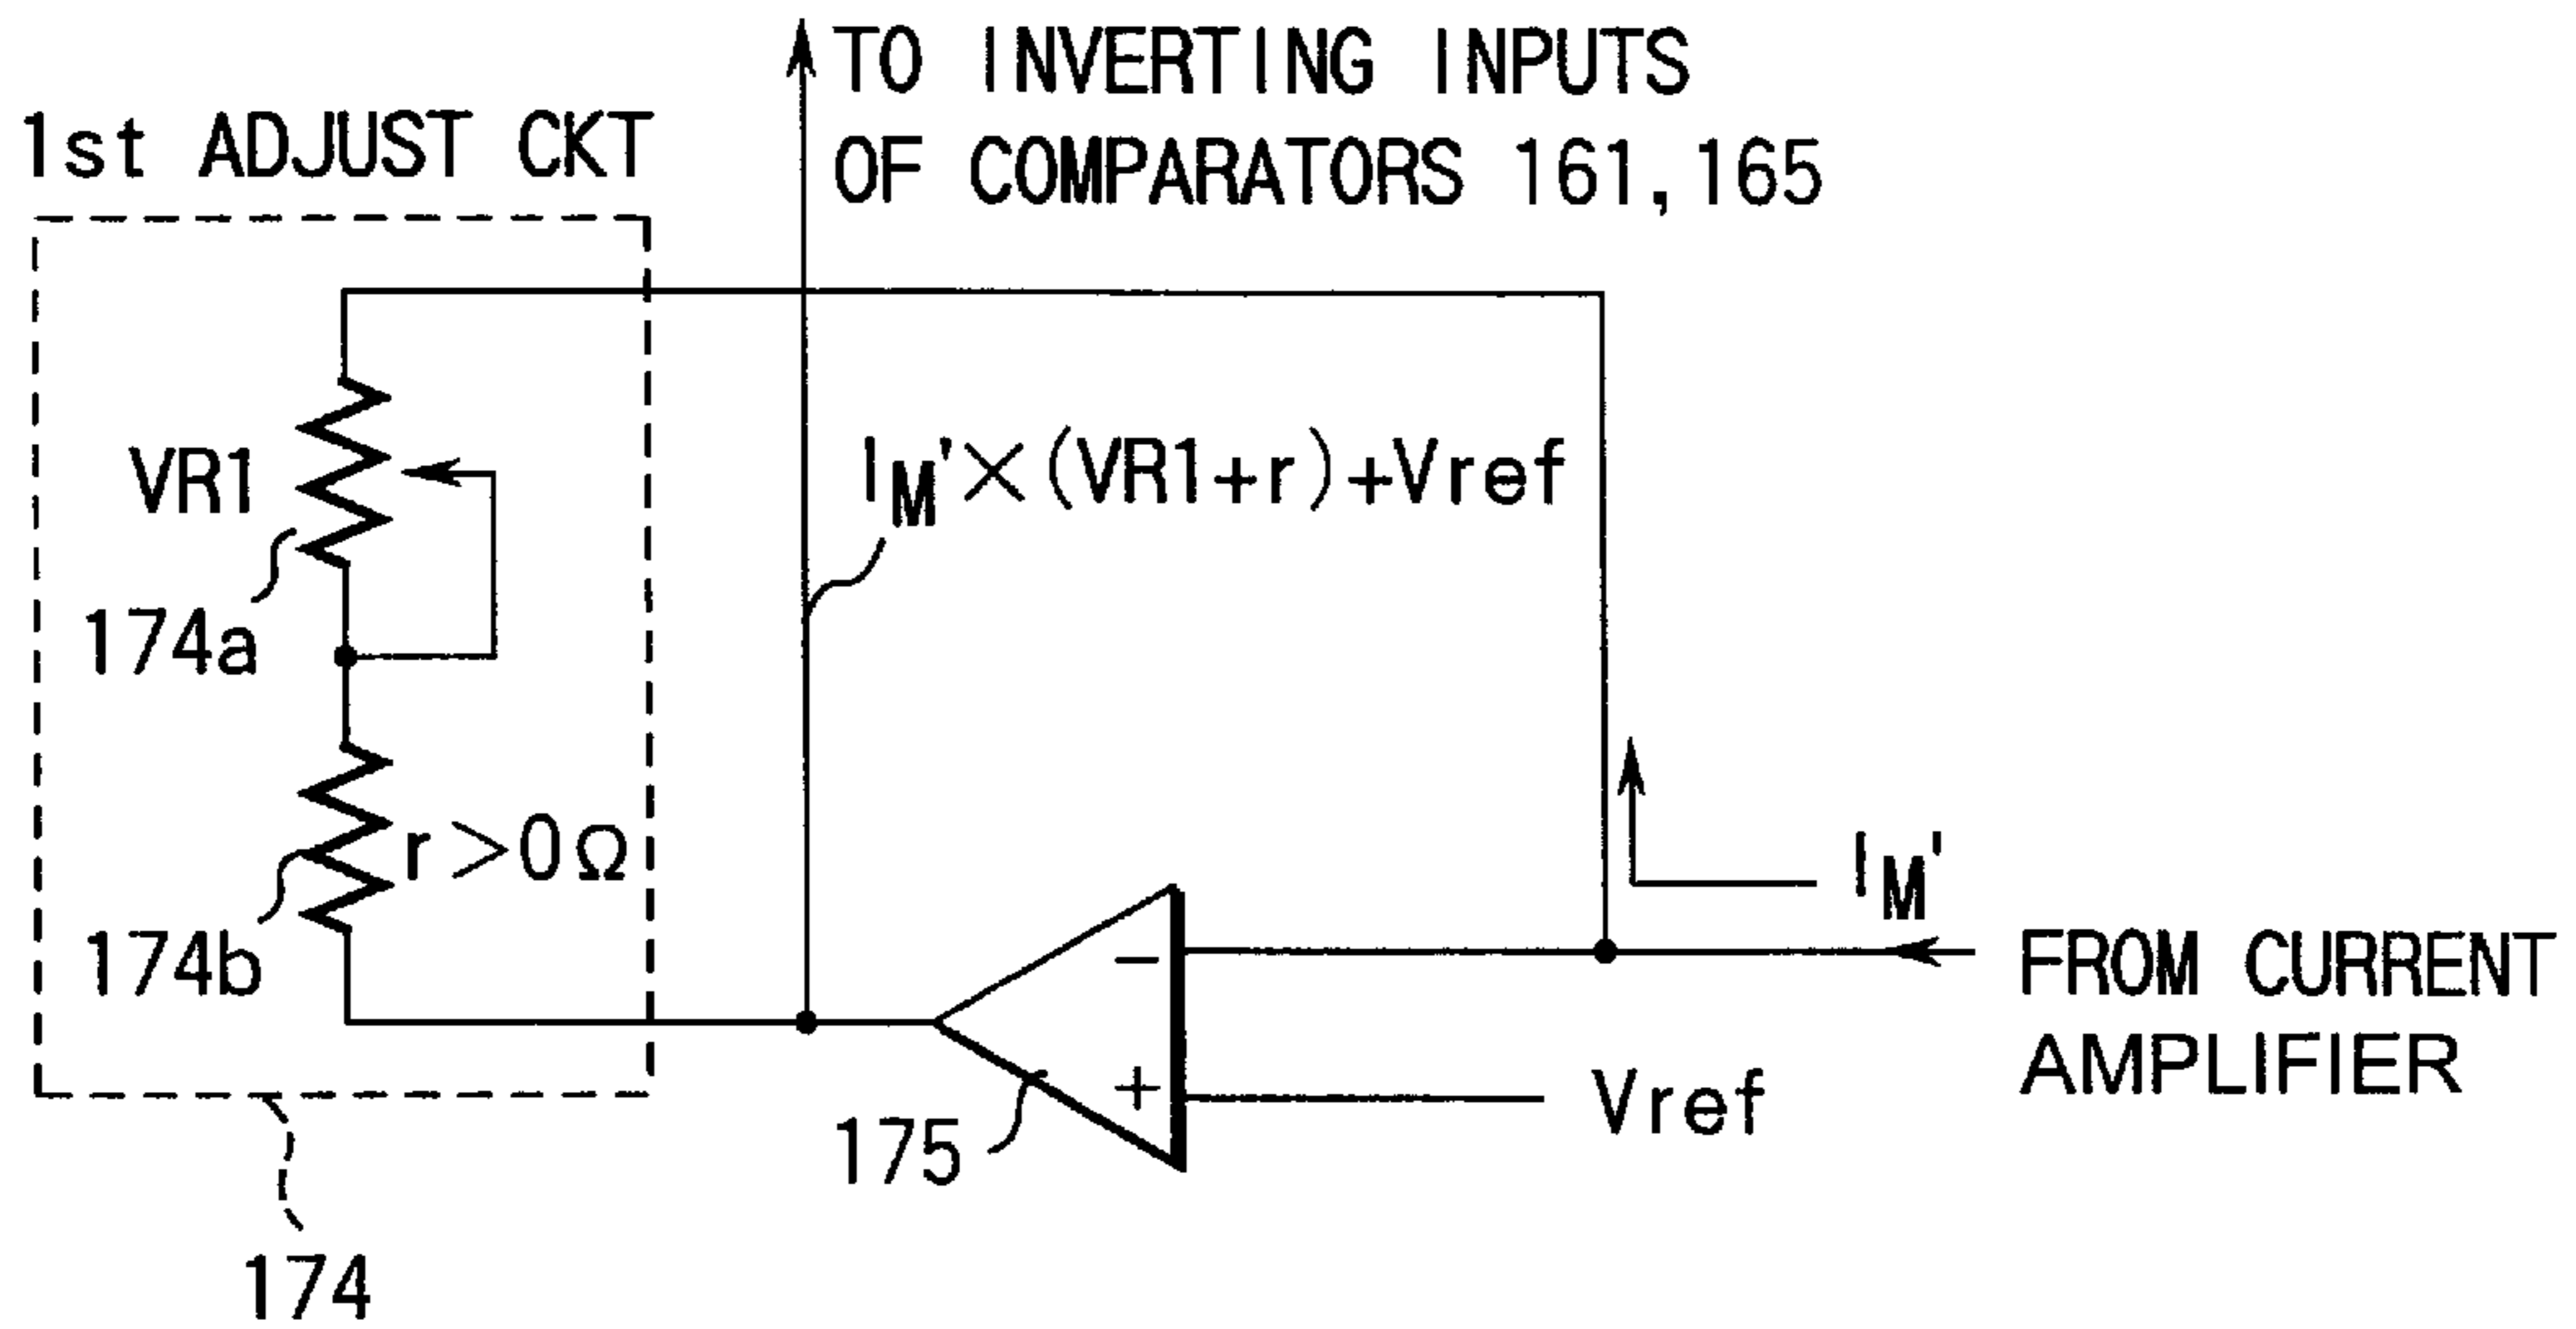 TO INVERTING INPUTS
OF COMPARATORS 161, 165
1st ADJUST CKT
VR1
174a
IM'×(VR1+r)+Vref
r>0Ω
174b
IM'
FROM CURRENT
AMPLIFIER
−
+
Vref
175
174